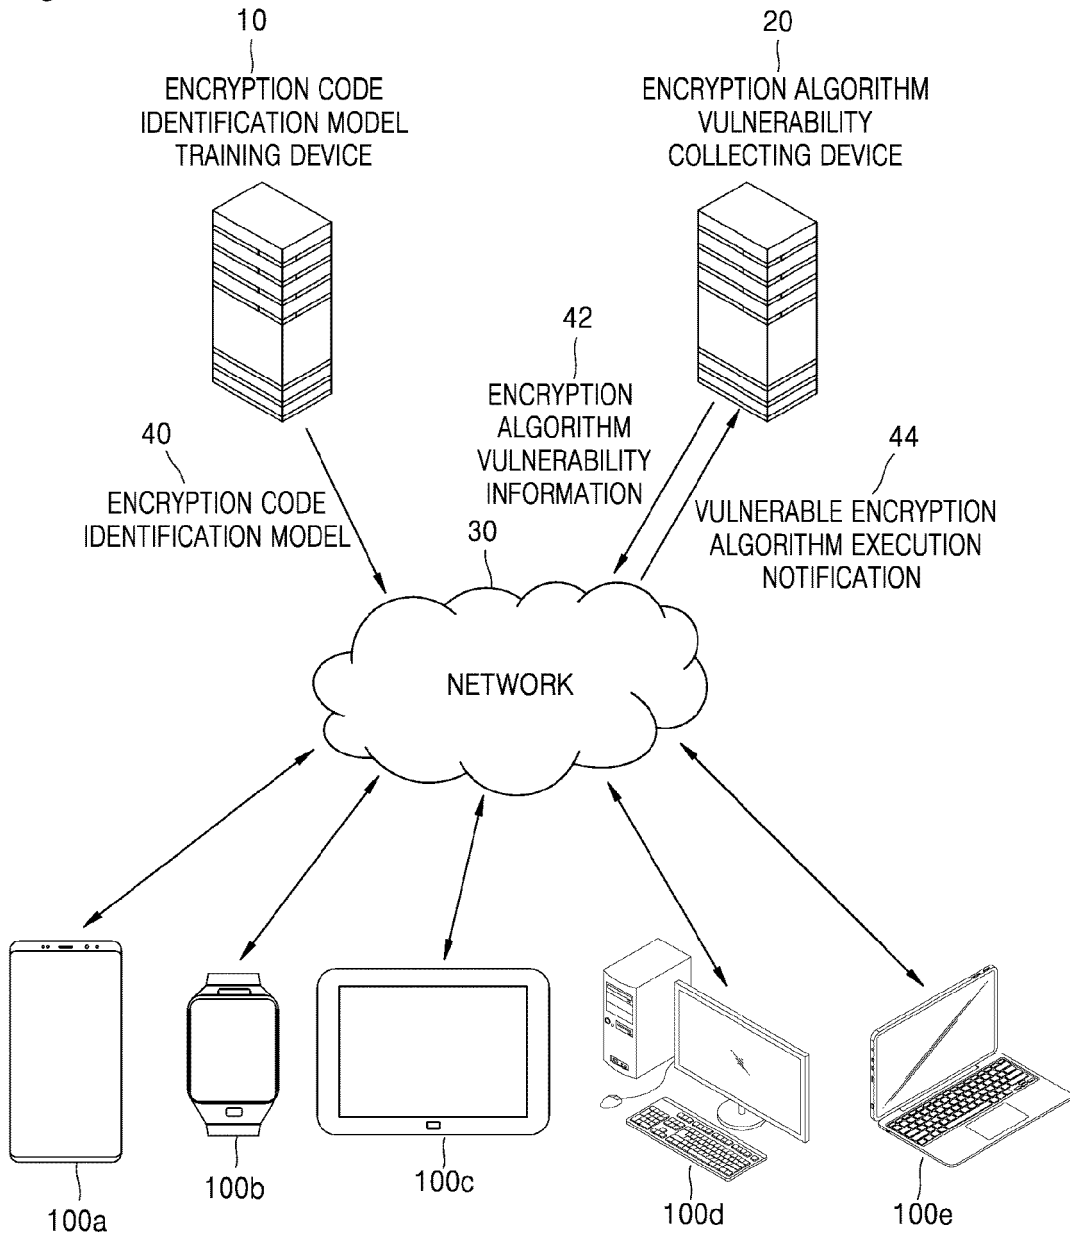 10
ENCRYPTION CODE
IDENTIFICATION MODEL
TRAINING DEVICE
20
ENCRYPTION ALGORITHM
VULNERABILITY
COLLECTING DEVICE
42
ENCRYPTION
ALGORITHM
VULNERABILITY
INFORMATION
40
ENCRYPTION CODE
IDENTIFICATION MODEL
44
VULNERABLE ENCRYPTION
ALGORITHM EXECUTION
NOTIFICATION
30
NETWORK
100a
100b
100c
100d
100e